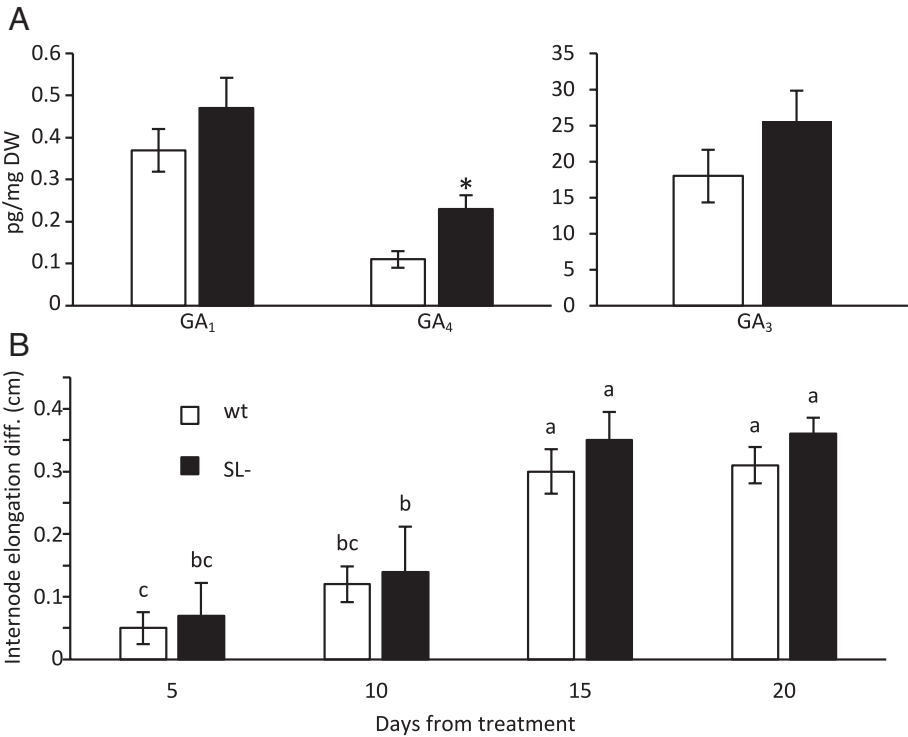 A
pg/mg DW
0.6
0.5
0.4
0.3
0.2
0.1
0
*
GA₁
GA₄
35
30
25
20
15
10
5
0
GA₃
B
Internode elongation diff. (cm)
0.4
0.3
0.2
0.1
0
wt
SL-
c
bc
bc
b
a
a
a
a
5
10
15
20
Days from treatment